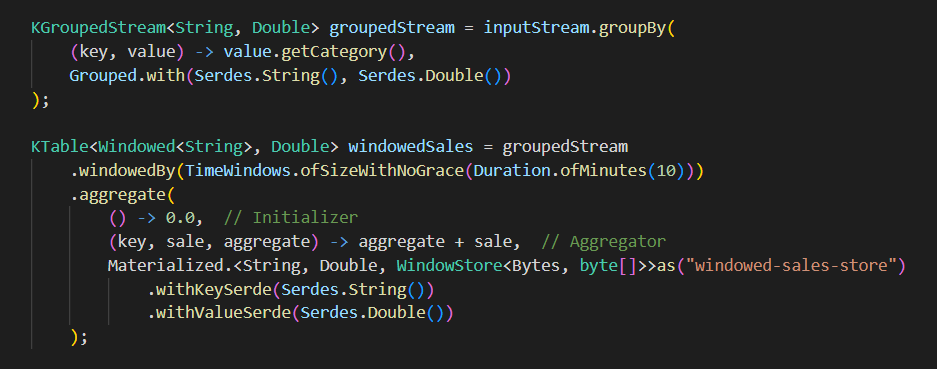 KGroupedStream<String, Double> groupedStream = inputStream.groupBy(
    (key, value) -> value.getCategory(),
    Grouped.with(Serdes.String(), Serdes.Double())
);

KTable<Windowed<String>, Double> windowedSales = groupedStream
    .windowedBy(TimeWindows.ofSizeWithNoGrace(Duration.ofMinutes(10)))
    .aggregate(
        () -> 0.0,  // Initializer
        (key, sale, aggregate) -> aggregate + sale,  // Aggregator
        Materialized.<String, Double, WindowStore<Bytes, byte[]>>as("windowed-sales-store")
            .withKeySerde(Serdes.String())
            .withValueSerde(Serdes.Double())
    );